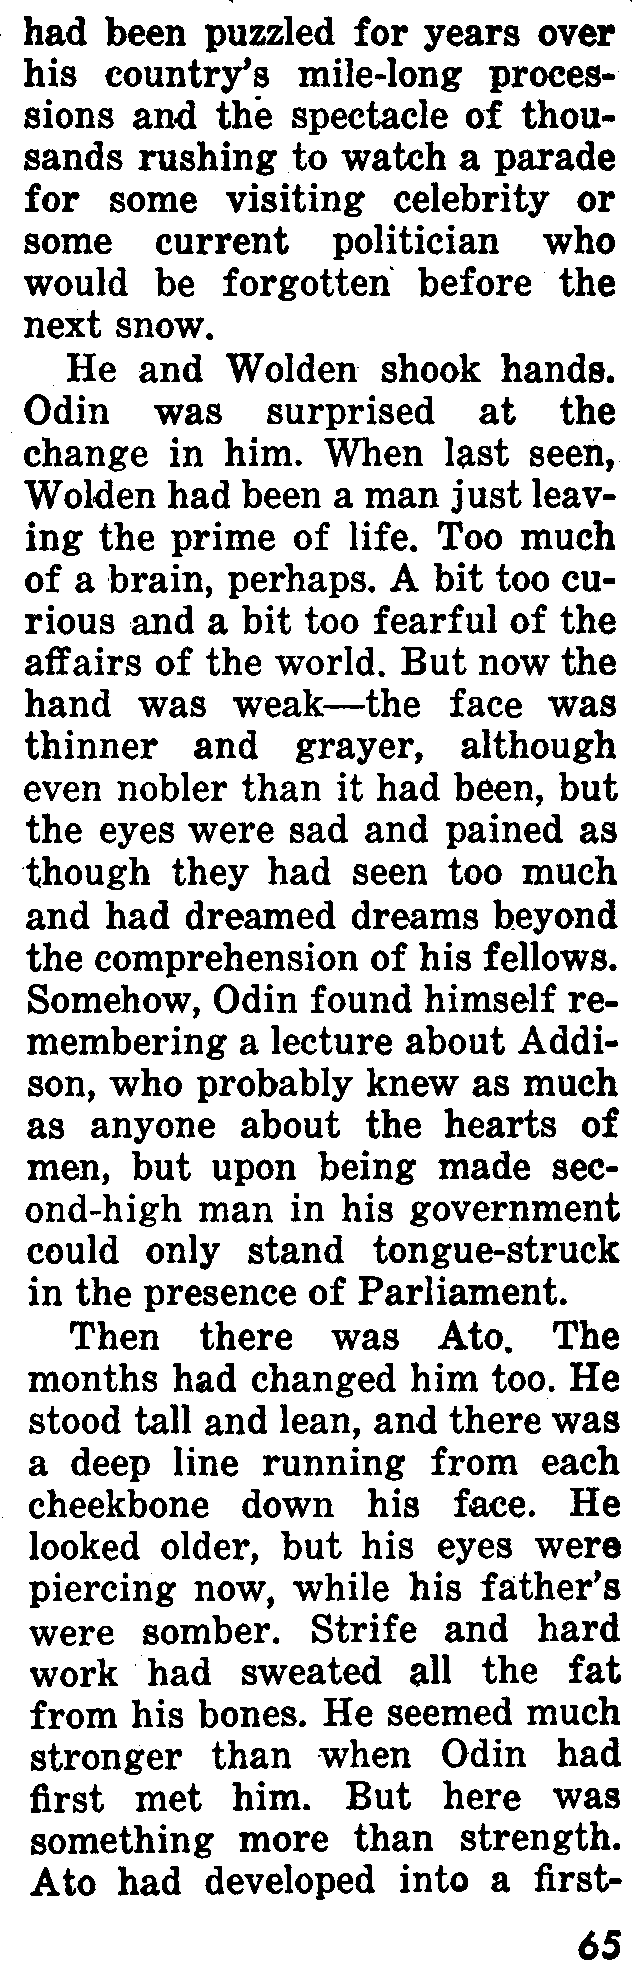 had been puzzled for years over
his country's mile-long proces-
sions and the spectacle of thou-
sands rushing to watch a parade
for some visiting celebrity or
some current politician who
would be forgotten before the
next snow.
He and Wolden shook hands.
Odin was surprised at the
change in him. When last seen,
Wolden had been a man just leav-
ing the prime of life. Too much
of a brain, perhaps. A bit too cu-
rious and a bit too fearful of the
affairs of the world. But now the
hand was weak—the face was
thinner and grayer, although
even nobler than it had been, but
the eyes were sad and pained as
though they had seen too much
and had dreamed dreams beyond
the comprehension of his fellows.
Somehow, Odin found himself re-
membering a lecture about Addi-
son, who probably knew as much
as anyone about the hearts of
men, but upon being made sec-
ond-high man in his government
could only stand tongue-struck
in the presence of Parliament.
Then there was Ato. The
months had changed him too. He
stood tall and lean, and there was
a deep line running from each
cheekbone down his face. He
looked older, but his eyes were
piercing now, while his father's
were somber. Strife and hard
work had sweated all the fat
from his bones. He seemed much
stronger than when Odin had
first met him. But here was
something more than strength.
Ato had developed into a first-
65